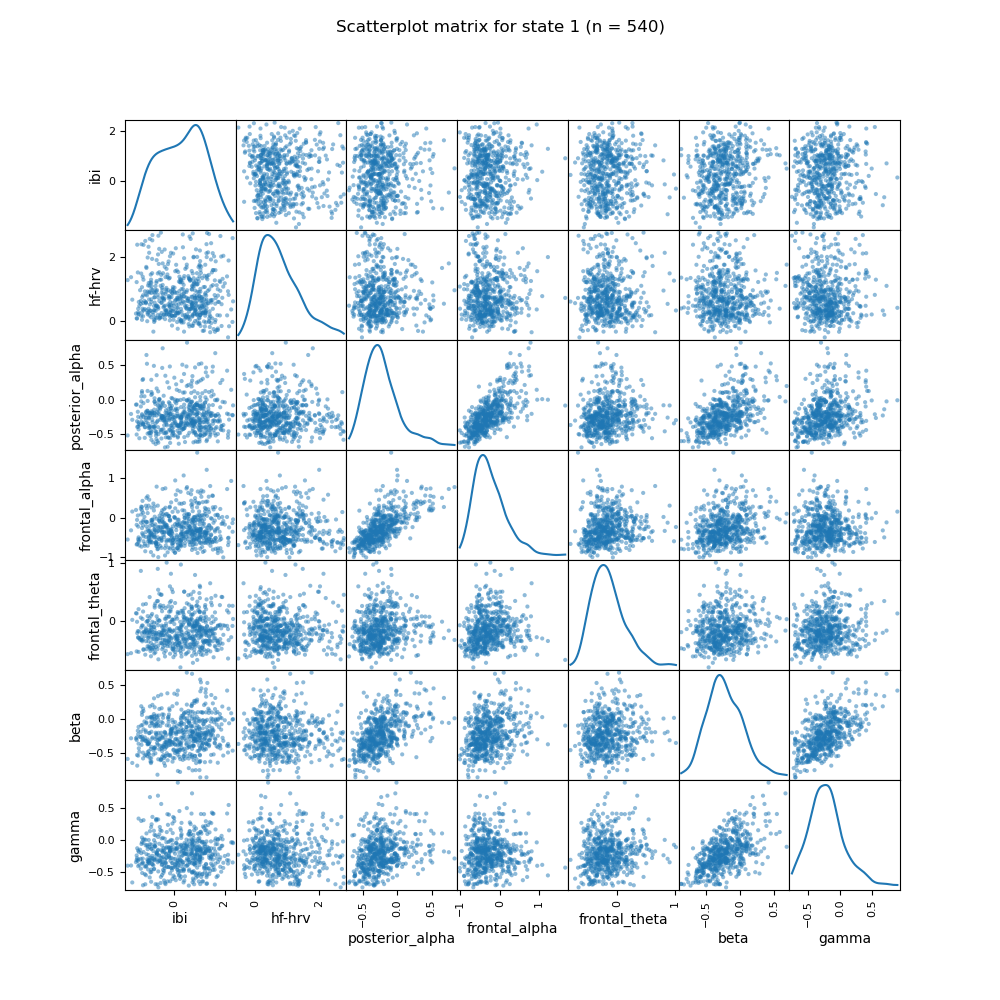 Scatterplot matrix for state 1 (n = 540)
ibi
2
0
hf-hrv
2
0
posterior_alpha
0.5
0.0
−0.5
frontal_alpha
1
0
−1
frontal_theta
1
0
beta
0.5
0.0
−0.5
gamma
0.5
0.0
−0.5
0 2 0 2 −0.5 0.0 0.5 −1 0 1 0 1 −0.5 0.0 0.5 −0.5 0.0 0.5
ibi hf-hrv posterior_alpha frontal_alpha frontal_theta beta gamma